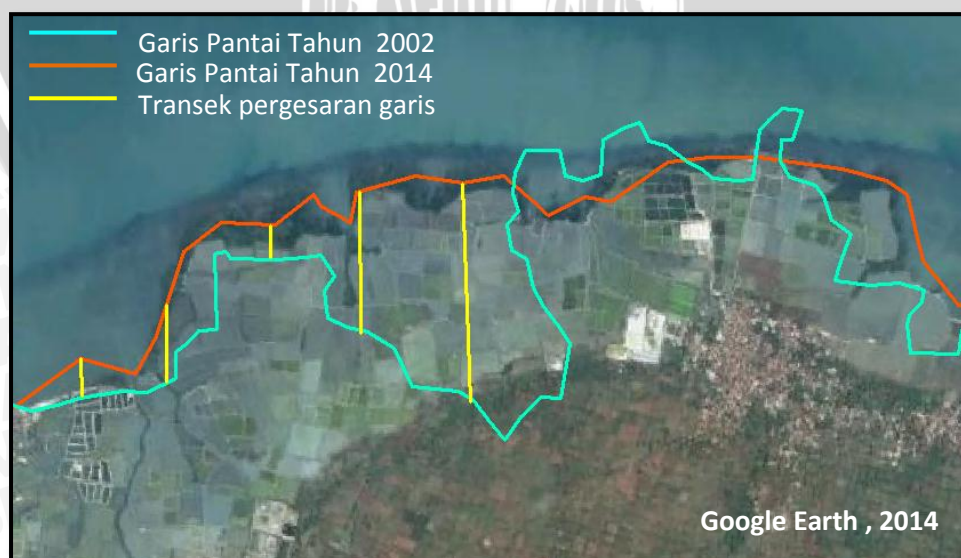 Garis Pantai Tahun 2002
Garis Pantai Tahun 2014
Transek pergesaran garis
Google Earth , 2014